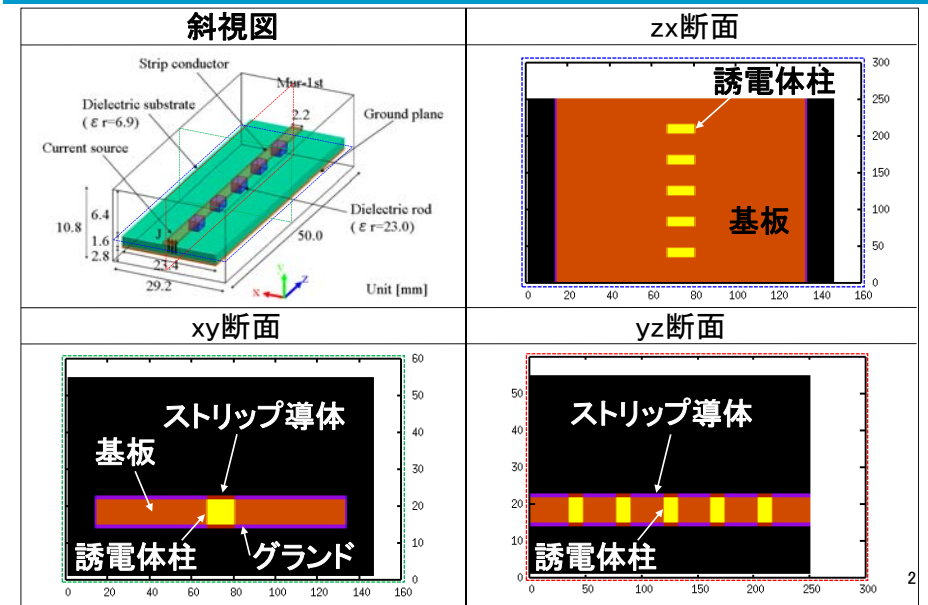 斜視図
zx断面
Strip conductor
Mur-1st
Dielectric substrate
(εr=6.9)
2.2
Ground plane
Current source
J
Dielectric rod
(εr=23.0)
10.8
6.4
1.6
2.8
23.4
29.2
50.0
Unit [mm]
x
y
z
誘電体柱
基板
300
250
200
150
100
50
0
0 20 40 60 80 100 120 140 160
xy断面
yz断面
ストリップ導体
基板
誘電体柱
グランド
60
50
40
30
20
10
0
0 20 40 60 80 100 120 140 160
ストリップ導体
誘電体柱
50
40
30
20
10
0
0 50 100 150 200 250 300
2